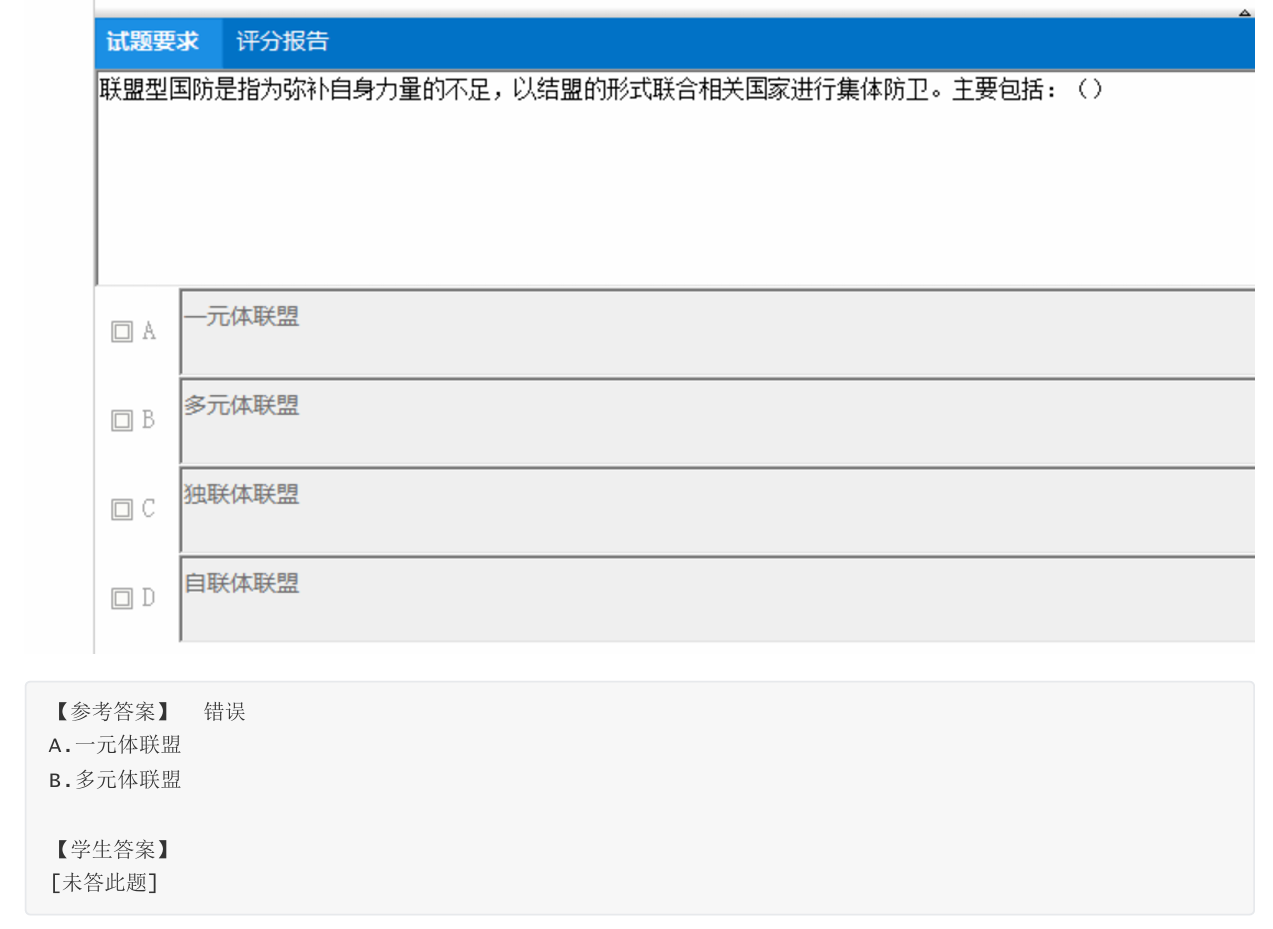 试题要求 评分报告
联盟型国防是指为弥补自身力量的不足，以结盟的形式联合相关国家进行集体防卫。主要包括：（）
A 一元体联盟
B 多元体联盟
C 独联体联盟
D 自联体联盟
【参考答案】 错误
A.一元体联盟
B.多元体联盟
【学生答案】
[未答此题]